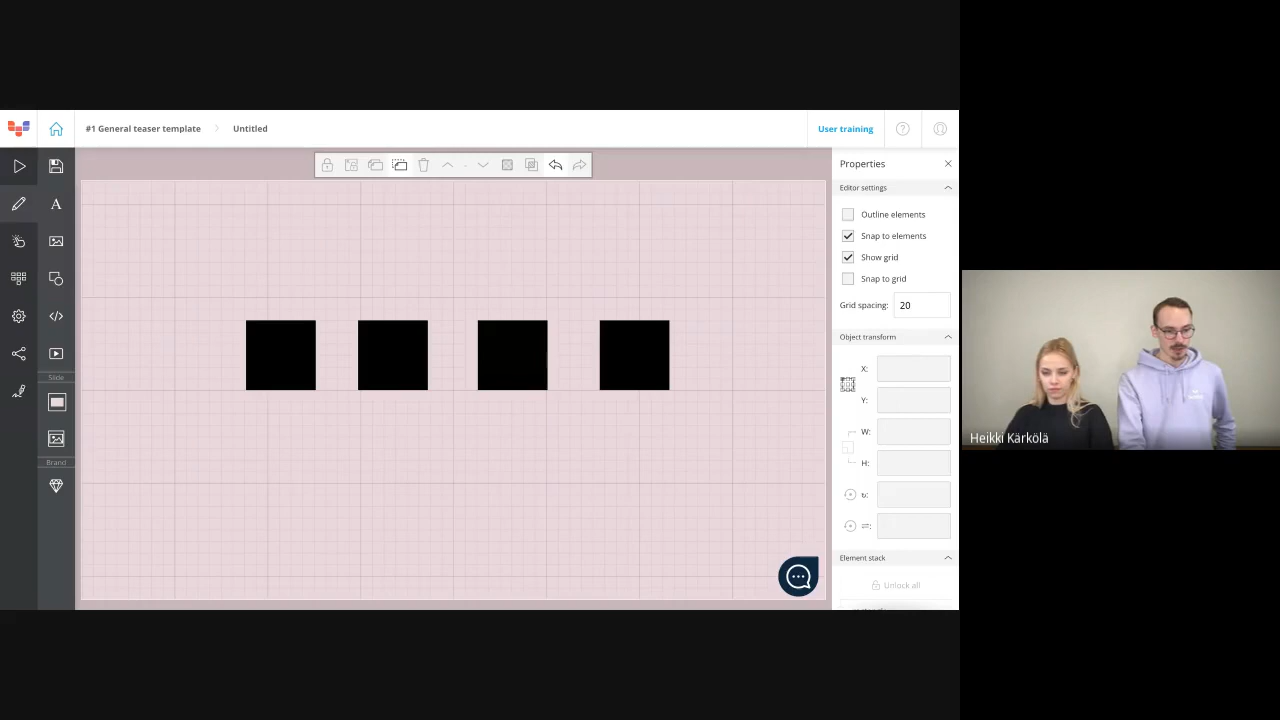 #1 General teaser template > Untitled
User training
Properties
Editor settings
Outline elements
Snap to elements
Show grid
Snap to grid
Grid spacing: 20
Object transform
X:
Y:
W:
H:
Slide
Brand
Element stack
Unlock all
Heikki Kärkölä